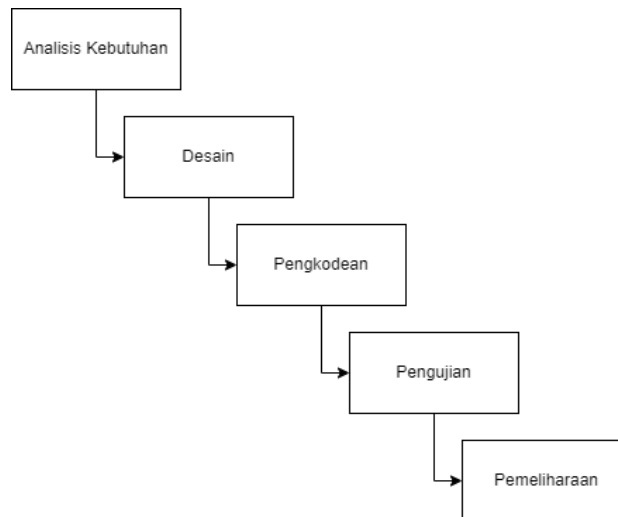 Analisis Kebutuhan
Desain
Pengkodean
Pengujian
Pemeliharaan